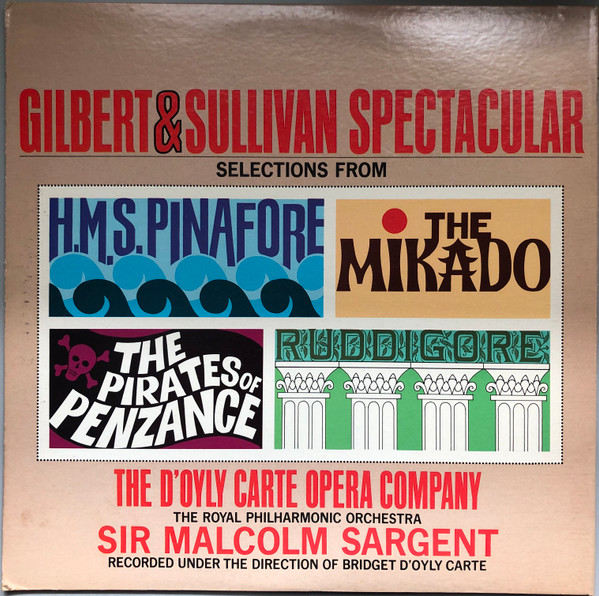 GILBERT&SULLIVAN SPECTACULAR
SELECTIONS FROM
H.M.S. PINAFORE
THE
MIKADO
THE
PIRATES OF
PENZANCE
RUDDIGORE
THE D'OYLY CARTE OPERA COMPANY
THE ROYAL PHILHARMONIC ORCHESTRA
SIR MALCOLM SARGENT
RECORDED UNDER THE DIRECTION OF BRIDGET D'OYLY CARTE